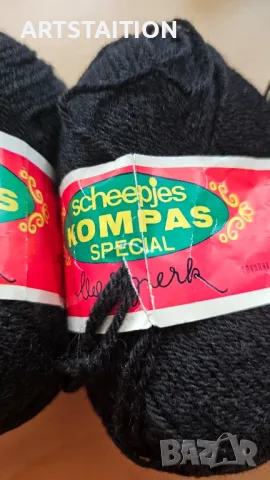 ARTSTAITION
scheepjes
KOMPAS
SPECIAL
BAZAR